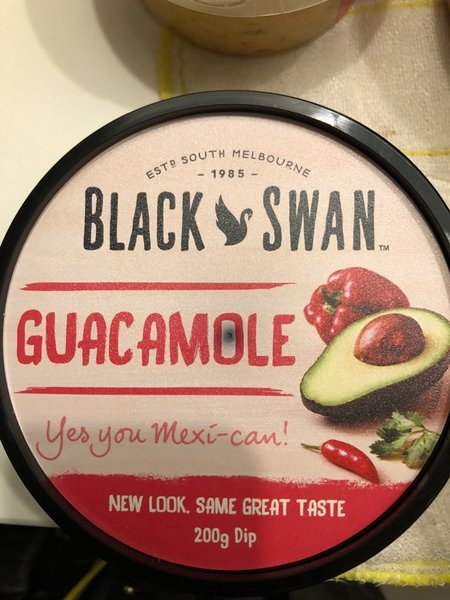 ESTD SOUTH MELBOURNE
- 1985 -
BLACK SWAN TM
GUACAMOLE
Yes you Mexi-can!
NEW LOOK. SAME GREAT TASTE
200g Dip